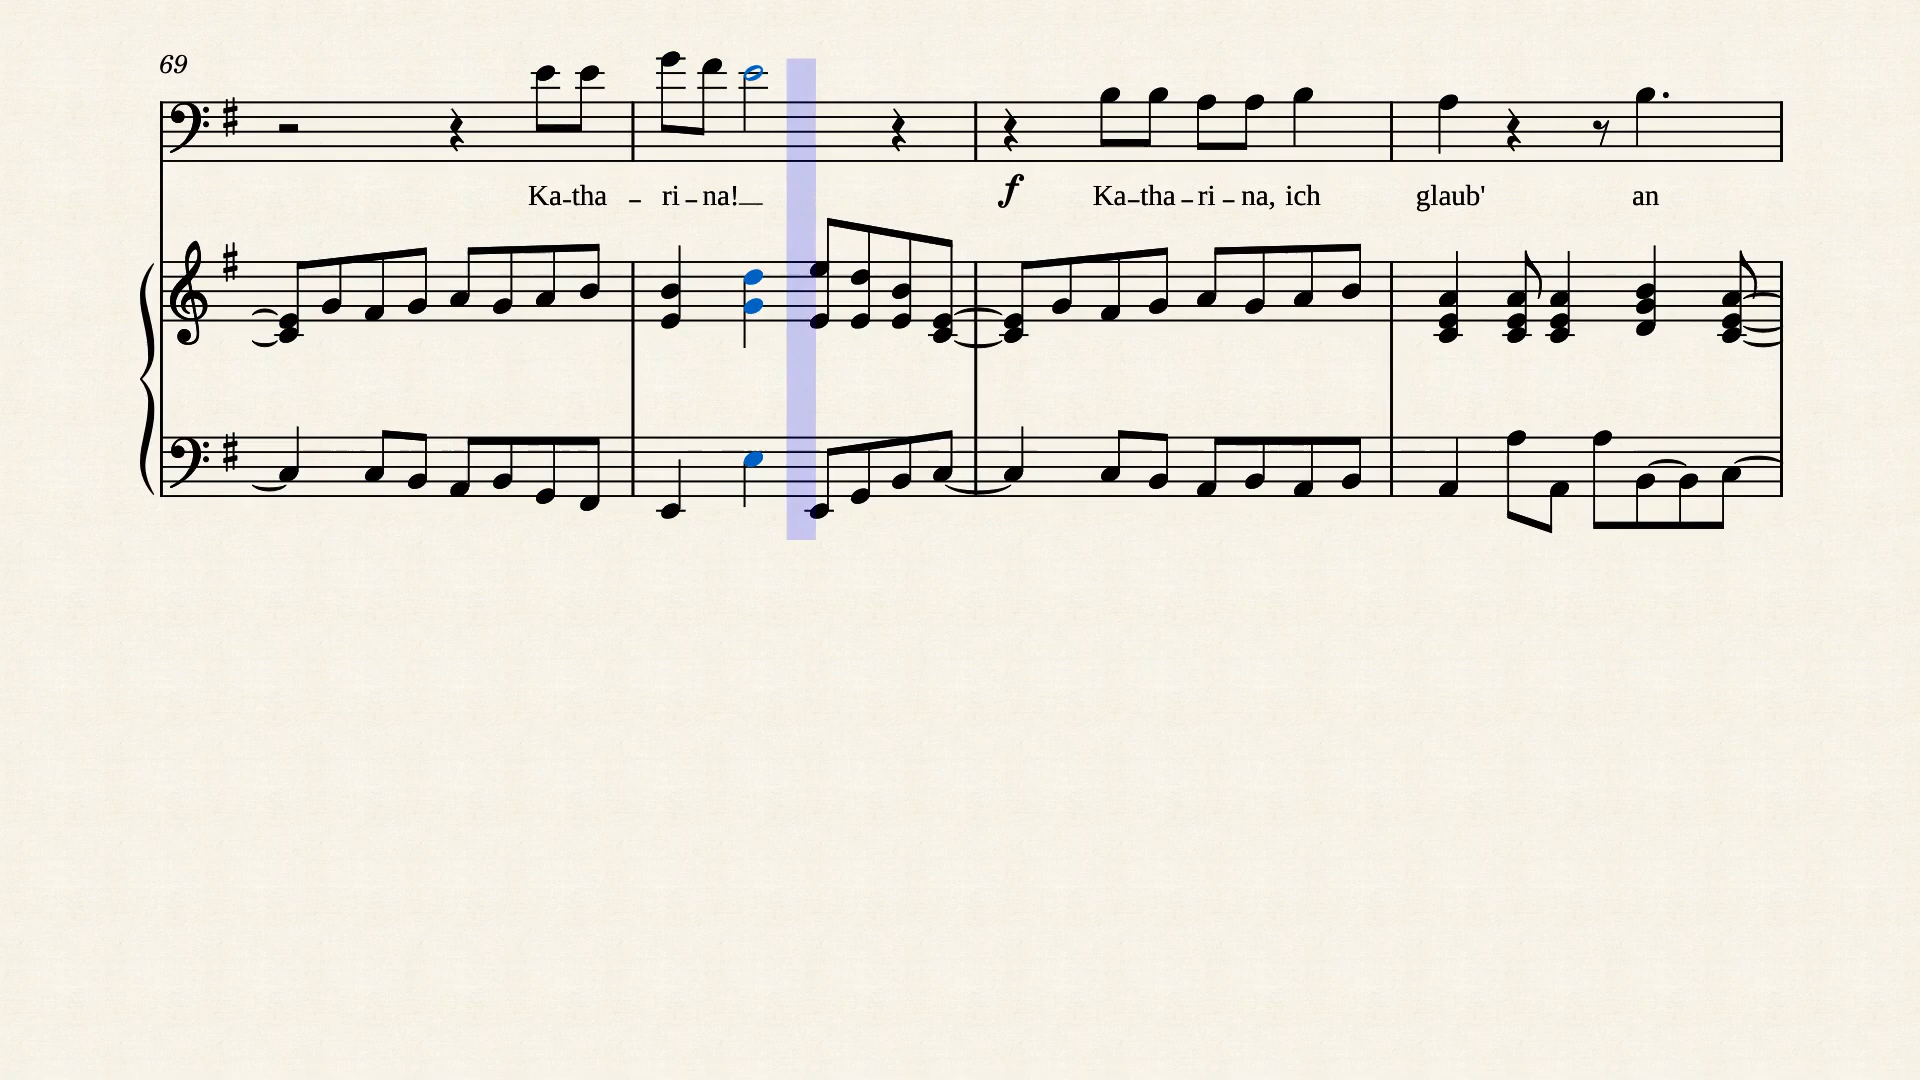 69
Ka-tha - ri - na!_ f Ka-tha - ri - na, ich glaub' an